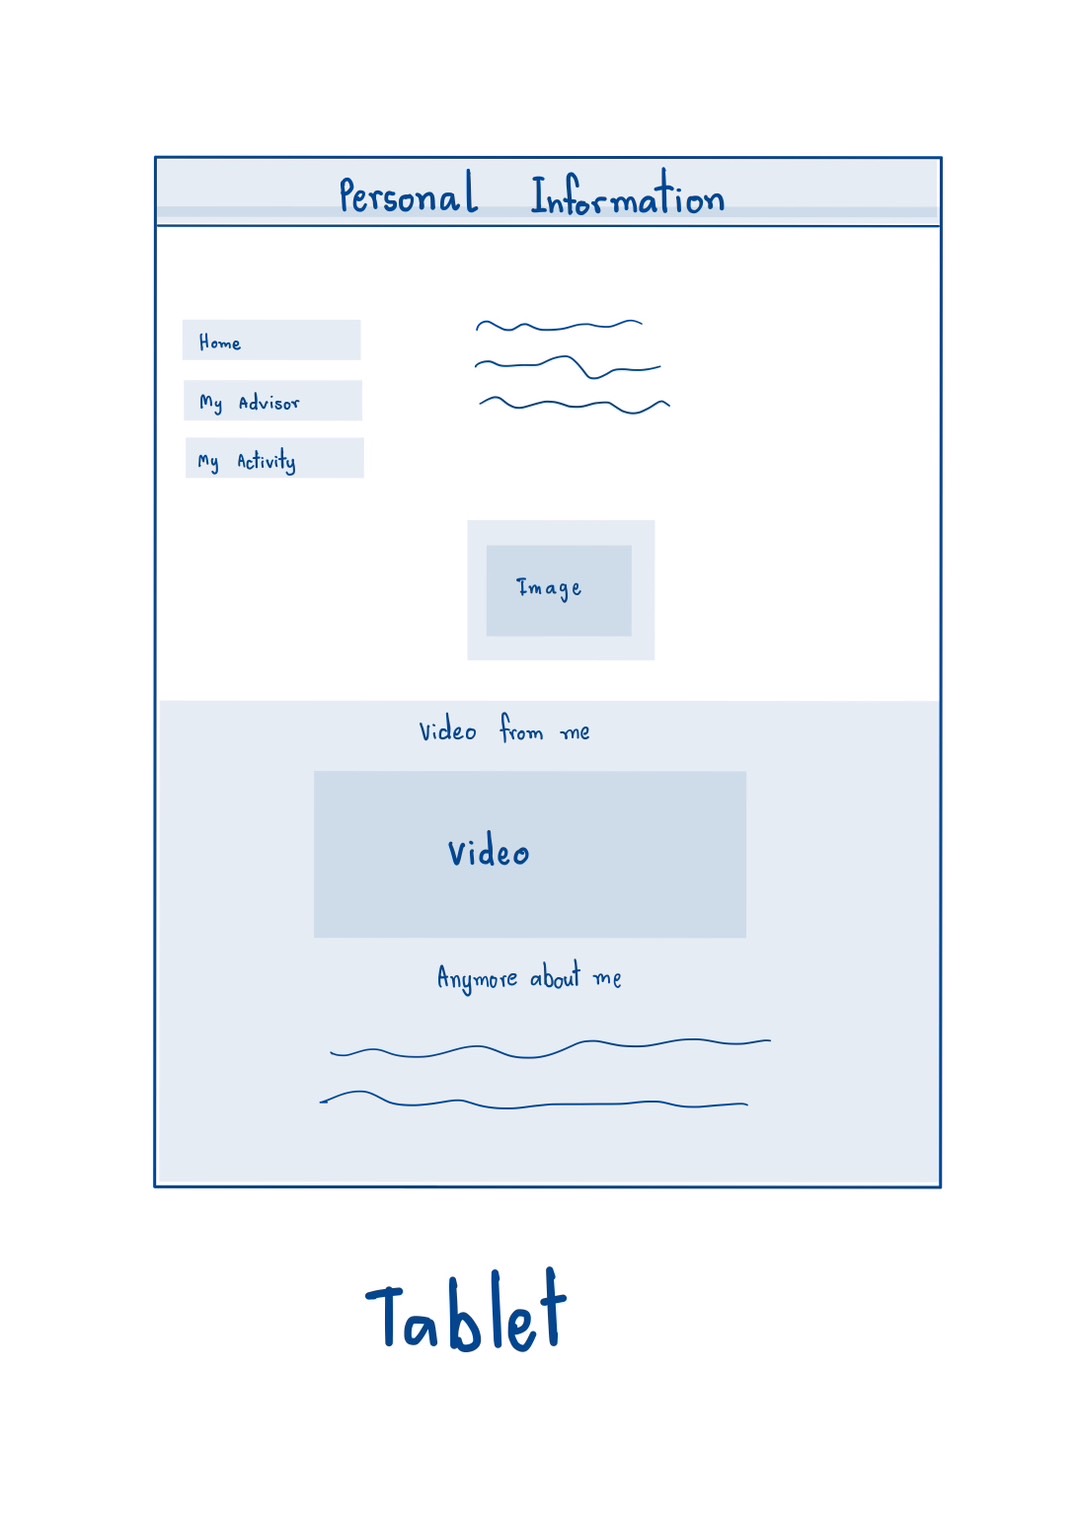 Personal Information
Home
My Advisor
My Activity
Image
Video from me
Video
Anymore about me
Tablet